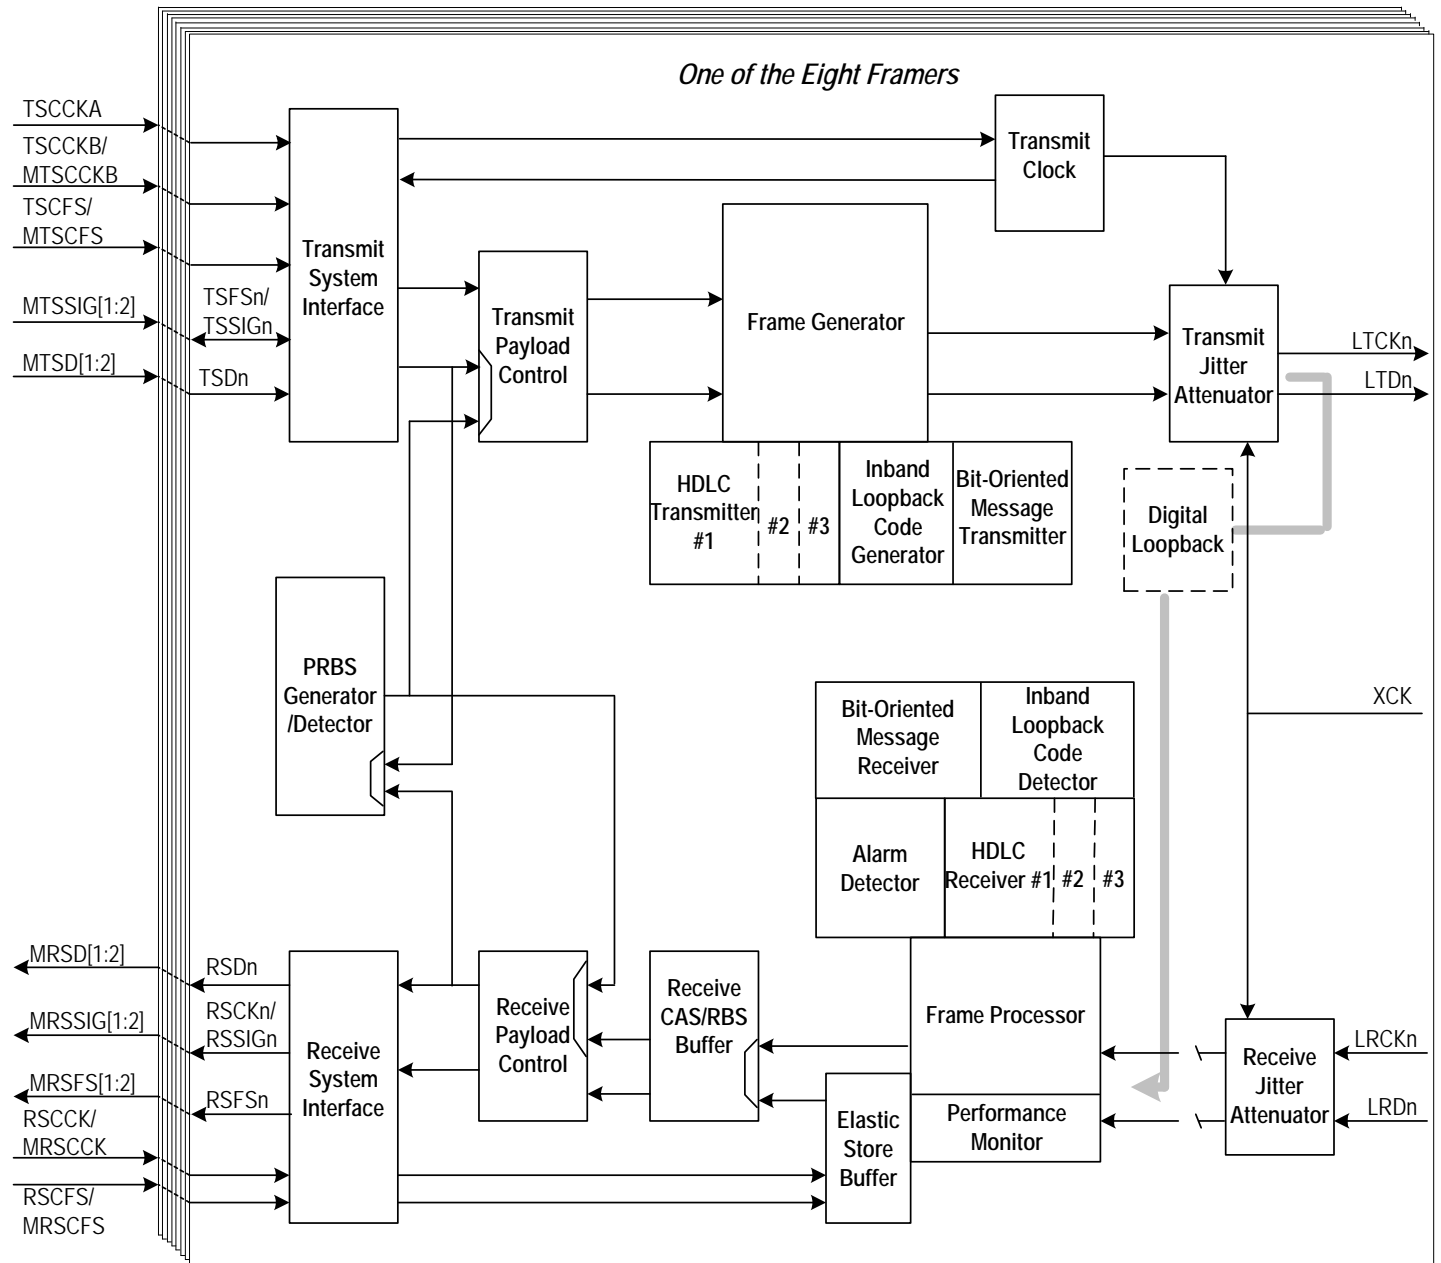 One of the Eight Framers
TSCCKA
TSCCKB/
MTSCCKB
TSCFS/
MTSCFS
MTSSIG[1:2]
MTSD[1:2]
TSFSn/
TSSIGn
TSDn
Transmit
System
Interface
Transmit
Payload
Control
Frame Generator
Transmit
Clock
Transmit
Jitter
Attenuator
LTCKn
LTDn
HDLC
Transmitter
#1
#2
#3
Inband
Loopback
Code
Generator
Bit-Oriented
Message
Transmitter
Digital
Loopback
PRBS
Generator
/Detector
XCK
Bit-Oriented
Message
Receiver
Inband
Loopback
Code
Detector
Alarm
Detector
HDLC
Receiver #1
#2
#3
MRSD[1:2]
MRSSIG[1:2]
MRSFS[1:2]
RSCCK/
MRSCCK
RSCFS/
MRSCFS
RSDn
RSCKn/
RSSIGn
RSFSn
Receive
System
Interface
Receive
Payload
Control
Receive
CAS/RBS
Buffer
Elastic
Store
Buffer
Frame Processor
Performance
Monitor
Receive
Jitter
Attenuator
LRCKn
LRDn